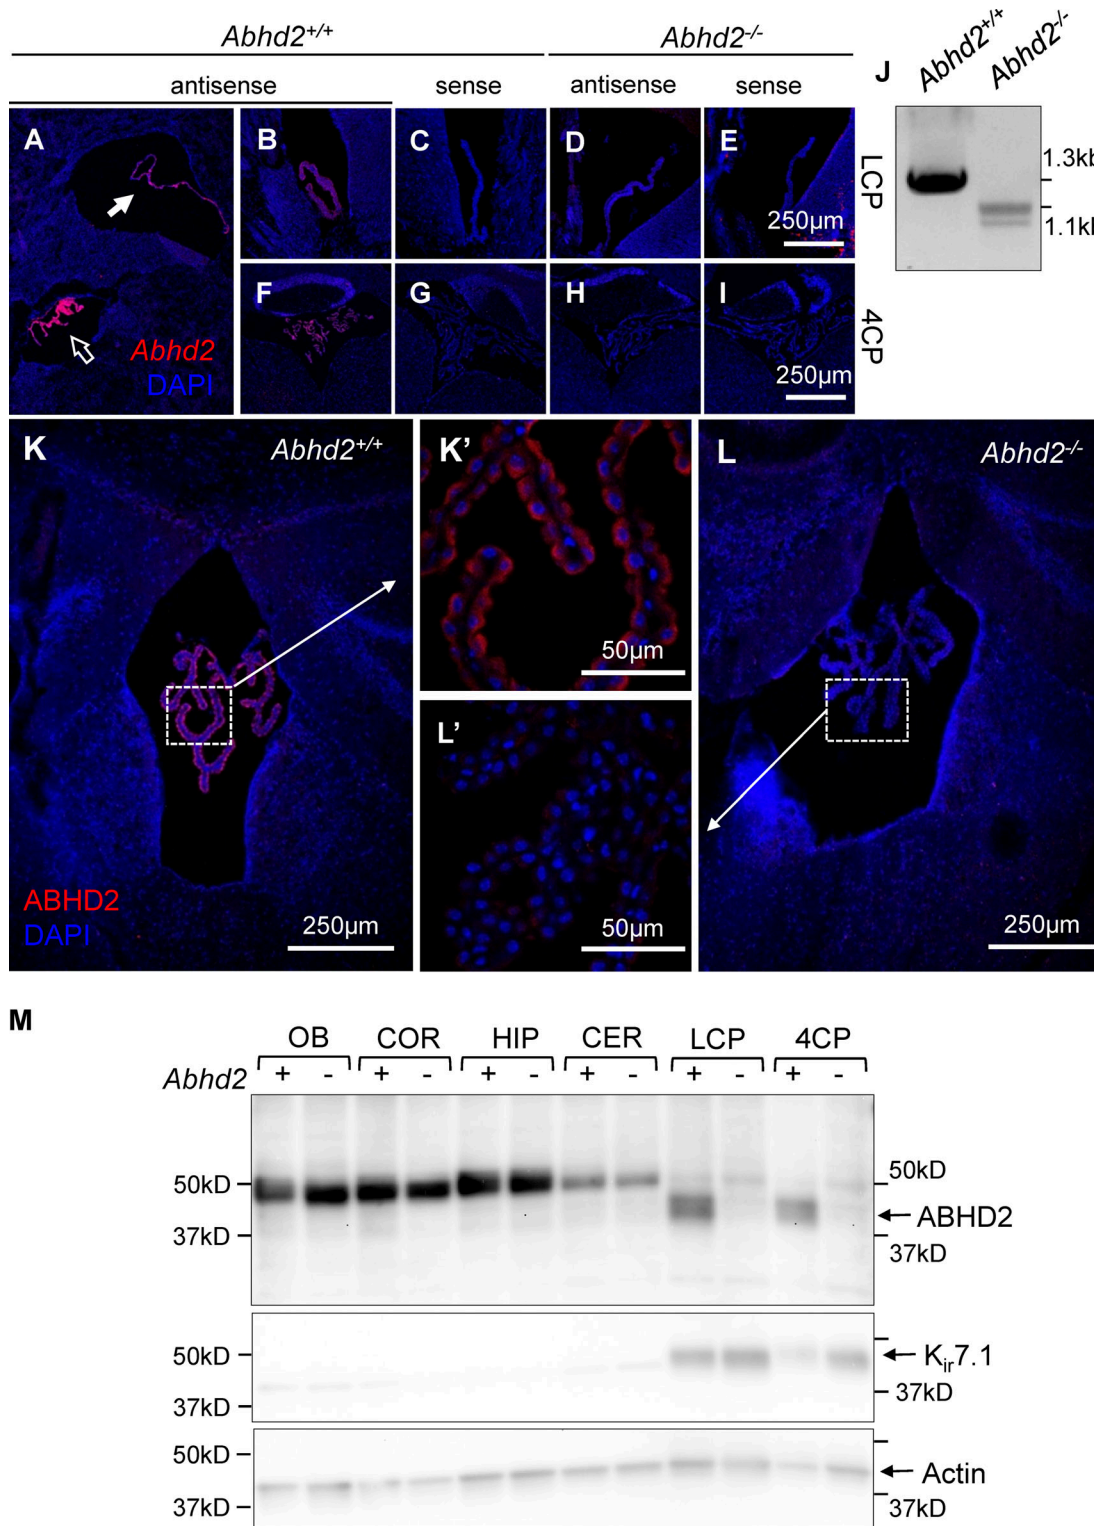 Abhd2+/+ Abhd2-/-
antisense sense antisense sense
J Abhd2+/+ Abhd2-/-
A B C D E LCP
1.3kb
1.1kb
250µm
F G H I 4CP
250µm
Abhd2
DAPI
K Abhd2+/+ K’ L Abhd2-/-
50µm
L’
ABHD2
DAPI
250µm 50µm 250µm
M
OB COR HIP CER LCP 4CP
Abhd2 + - + - + - + - + - + -
50kD 50kD
ABHD2
37kD 37kD
50kD Kir7.1
37kD
37kD
50kD
Actin
37kD 37kD